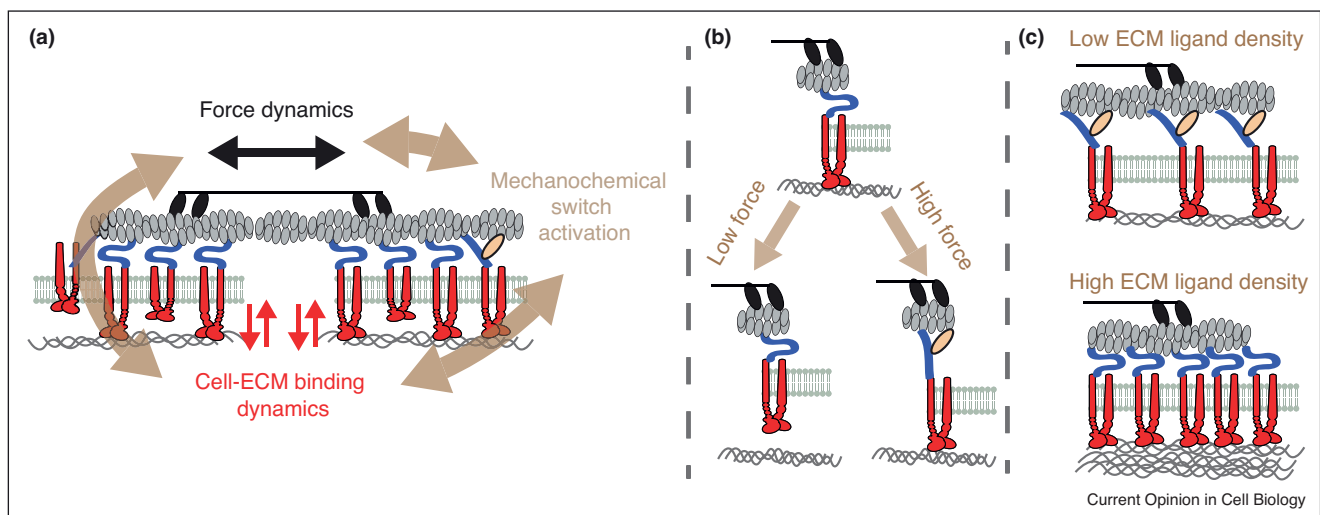 (a)
Force dynamics
Mechanochemical
switch
activation
Cell-ECM binding
dynamics
(b)
Low force
High force
(c)
Low ECM ligand density
High ECM ligand density
Current Opinion in Cell Biology